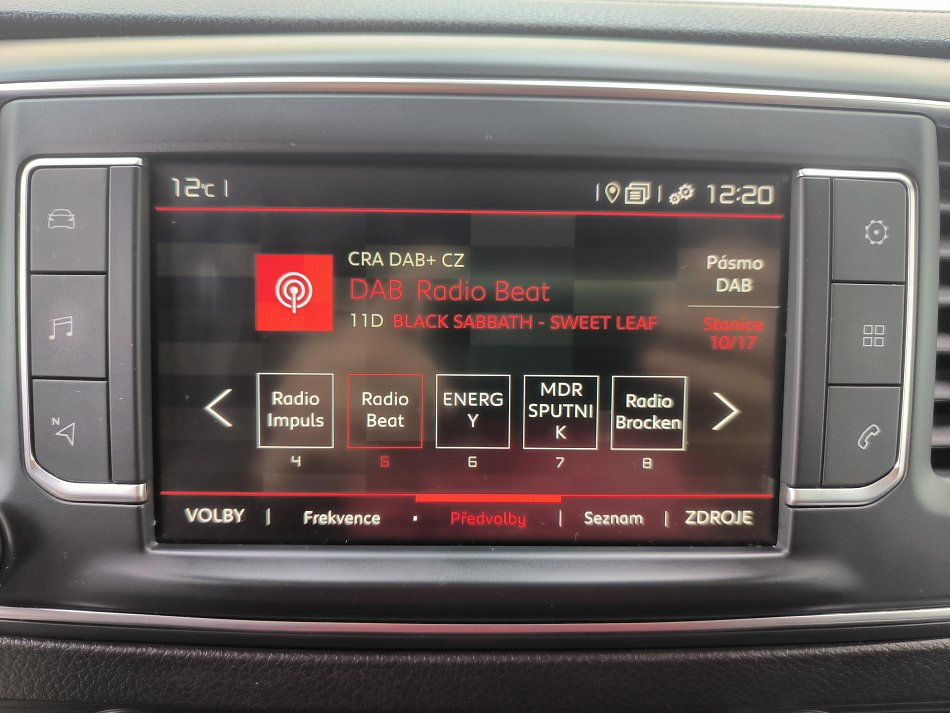 12°C
12:20
CRA DAB+ CZ
DAB Radio Beat
11D BLACK SABBATH - SWEET LEAF
Pásmo
DAB
Stanice
10/17
Radio
Impuls
4
Radio
Beat
5
ENERG
Y
6
MDR
SPUTNI
K
7
Radio
Brocken
8
VOLBY
Frekvence
Předvolby
Seznam
ZDROJE
N